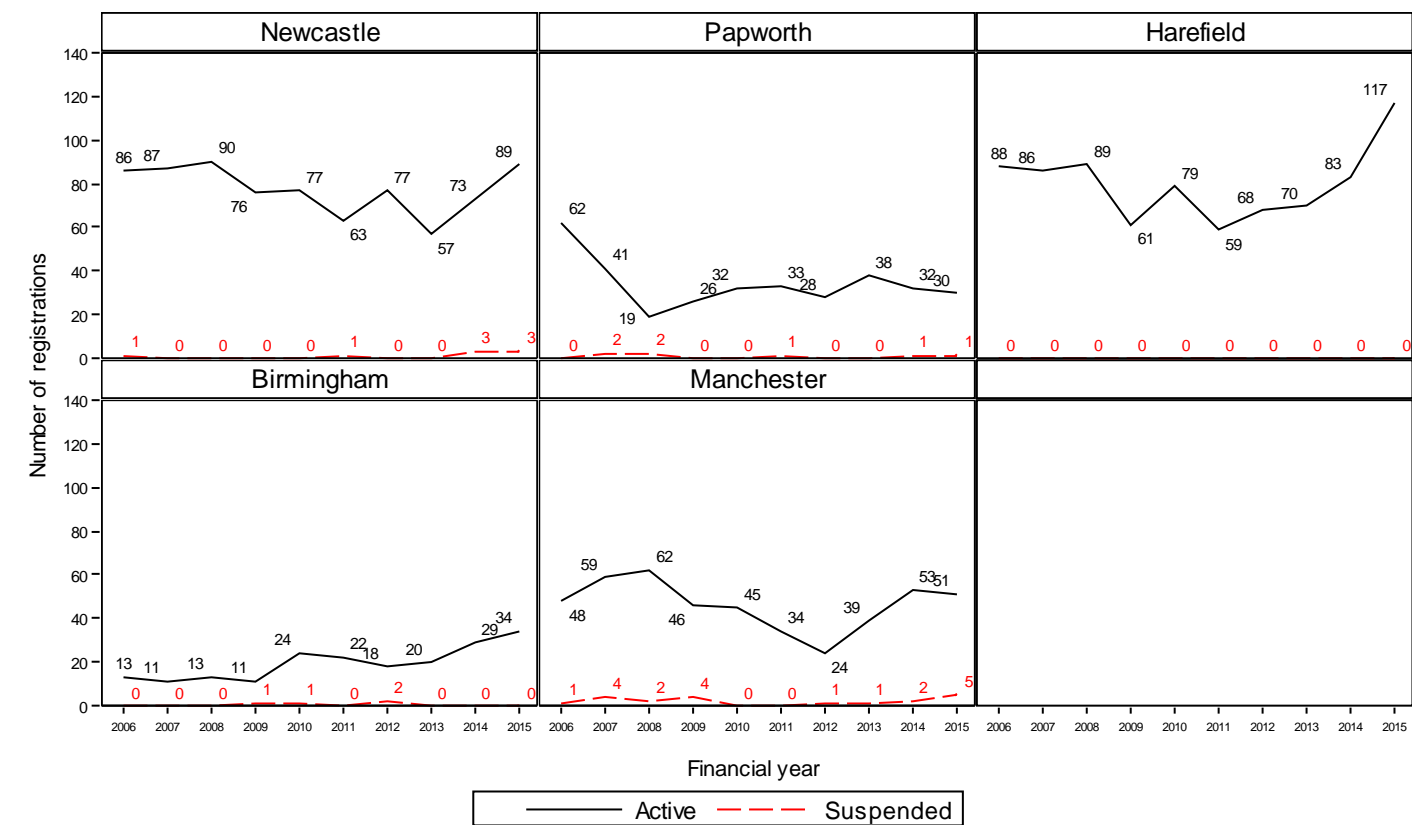 Newcastle Papworth Harefield
140
120
100
80
60
40
20
0
86 87 90 76 77 63 77 57 73 89
1 0 0 0 0 1 0 0 3 3
62 41 19 26 32 33 28 38 32 30
0 2 2 0 0 1 0 0 1 1
88 86 89 61 79 59 68 70 83 117
0 0 0 0 0 0 0 0 0 0
Number of registrations
Birmingham Manchester
140
120
100
80
60
40
20
0
13 11 13 11 24 22 18 20 29 34
0 0 0 1 1 0 2 0 0 0
48 59 62 46 45 34 24 39 53 51
1 4 2 4 0 0 1 1 2 5
2006 2007 2008 2009 2010 2011 2012 2013 2014 2015 2006 2007 2008 2009 2010 2011 2012 2013 2014 2015 2006 2007 2008 2009 2010 2011 2012 2013 2014 2015
Financial year
Active Suspended